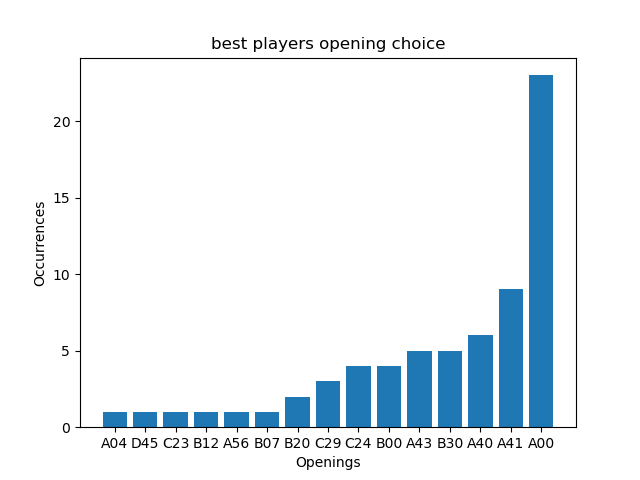 best players opening choice
Occurrences
20
15
10
5
0
A04 D45 C23 B12 A56 B07 B20 C29 C24 B00 A43 B30 A40 A41 A00
Openings